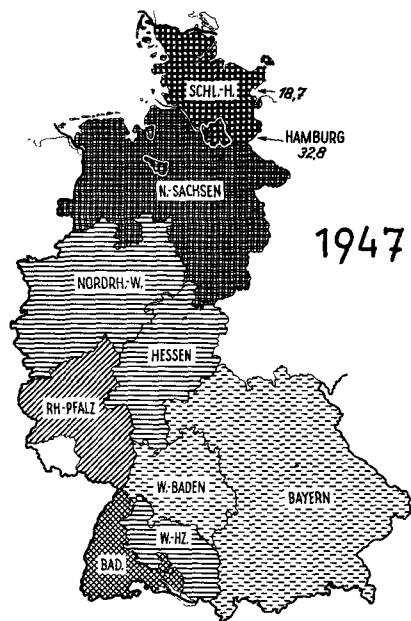 SCHL.-H.
18,7
HAMBURG
32,8
N.-SACHSEN
1947
NORDRH.-W.
HESSEN
RH-PFALZ
W.-BADEN
BAYERN
W.-HZ.
BAD.